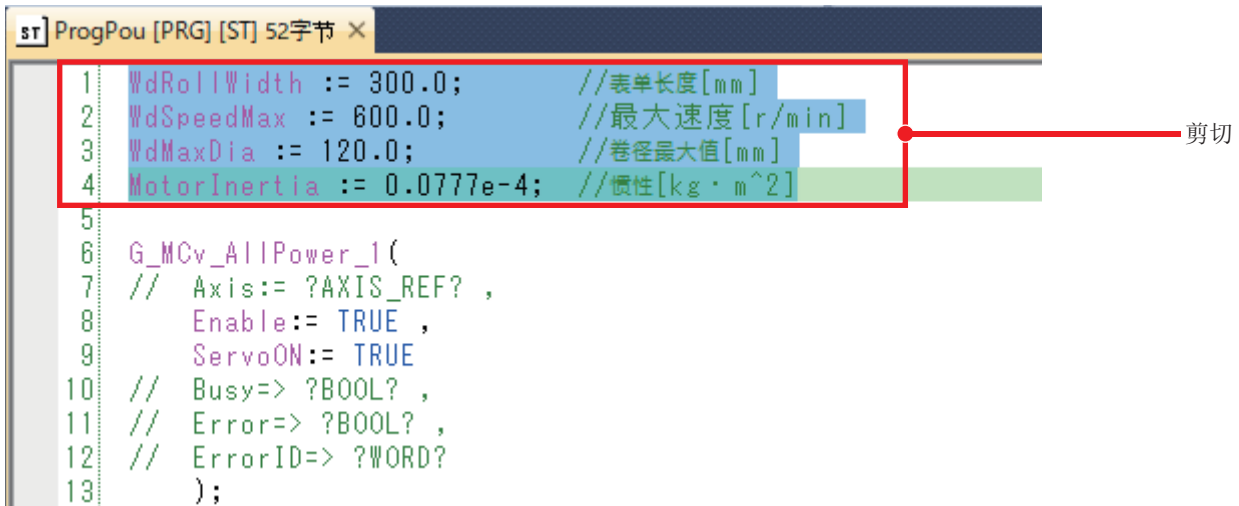 ST ProgPou [PRG] [ST] 52字节 ×
1 WdRollWidth := 300.0; //表单长度[mm]
2 WdSpeedMax := 600.0; //最大速度[r/min]
3 WdMaxDia := 120.0; //卷径最大值[mm]
4 MotorInertia := 0.0777e-4; //惯性[kg・m^2]
剪切
5
6 G_MCv_AllPower_1(
7 // Axis:= ?AXIS_REF? ,
8 Enable:= TRUE ,
9 ServoON:= TRUE
10 // Busy=> ?BOOL? ,
11 // Error=> ?BOOL? ,
12 // ErrorID=> ?WORD?
13 );